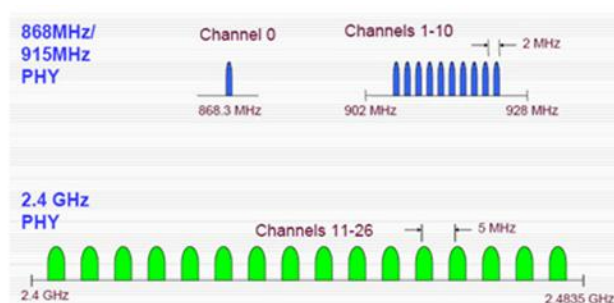 868MHz/
915MHz
PHY
Channel 0
Channels 1-10
2 MHz
868.3 MHz
902 MHz
928 MHz
2.4 GHz
PHY
Channels 11-26
5 MHz
2.4 GHz
2.4835 GHz